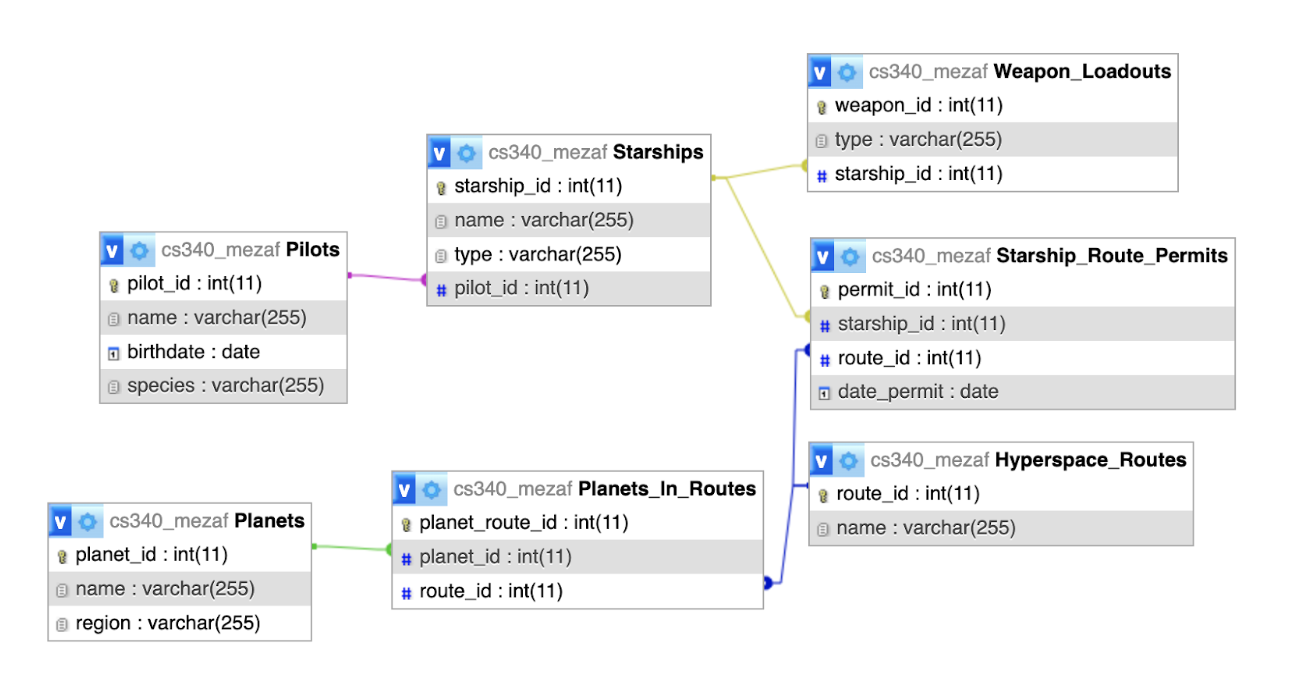 cs340_mezaf Weapon_Loadouts
weapon_id : int(11)
type : varchar(255)
starship_id : int(11)
cs340_mezaf Starships
starship_id : int(11)
name : varchar(255)
type : varchar(255)
pilot_id : int(11)
cs340_mezaf Pilots
pilot_id : int(11)
name : varchar(255)
birthdate : date
species : varchar(255)
cs340_mezaf Starship_Route_Permits
permit_id : int(11)
starship_id : int(11)
route_id : int(11)
date_permit : date
cs340_mezaf Hyperspace_Routes
route_id : int(11)
name : varchar(255)
cs340_mezaf Planets_In_Routes
planet_route_id : int(11)
planet_id : int(11)
route_id : int(11)
cs340_mezaf Planets
planet_id : int(11)
name : varchar(255)
region : varchar(255)